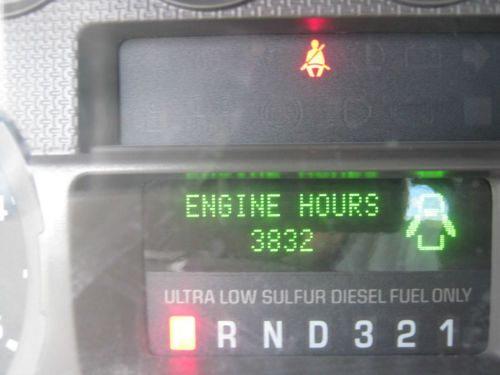 ENGINE HOURS
3832
ULTRA LOW SULFUR DIESEL FUEL ONLY
R N D 3 2 1